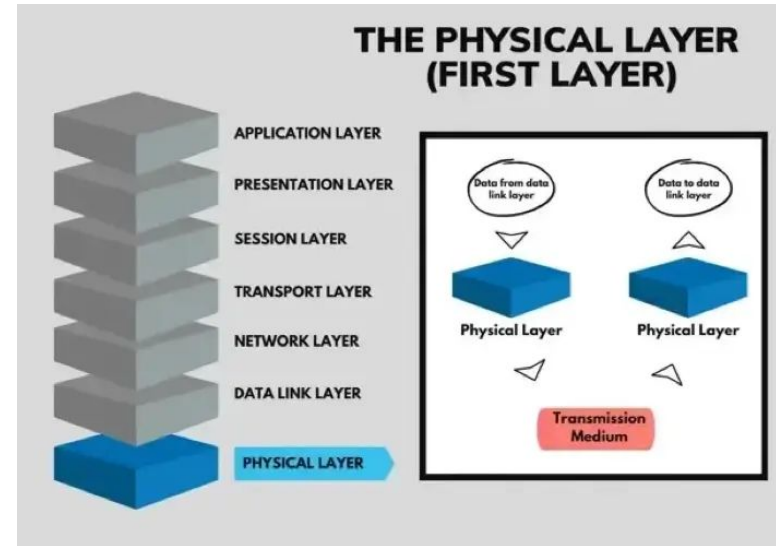 THE PHYSICAL LAYER
(FIRST LAYER)
APPLICATION LAYER
PRESENTATION LAYER
SESSION LAYER
TRANSPORT LAYER
NETWORK LAYER
DATA LINK LAYER
PHYSICAL LAYER
Data from data
link layer
Data to data
link layer
Physical Layer
Physical Layer
Transmission
Medium